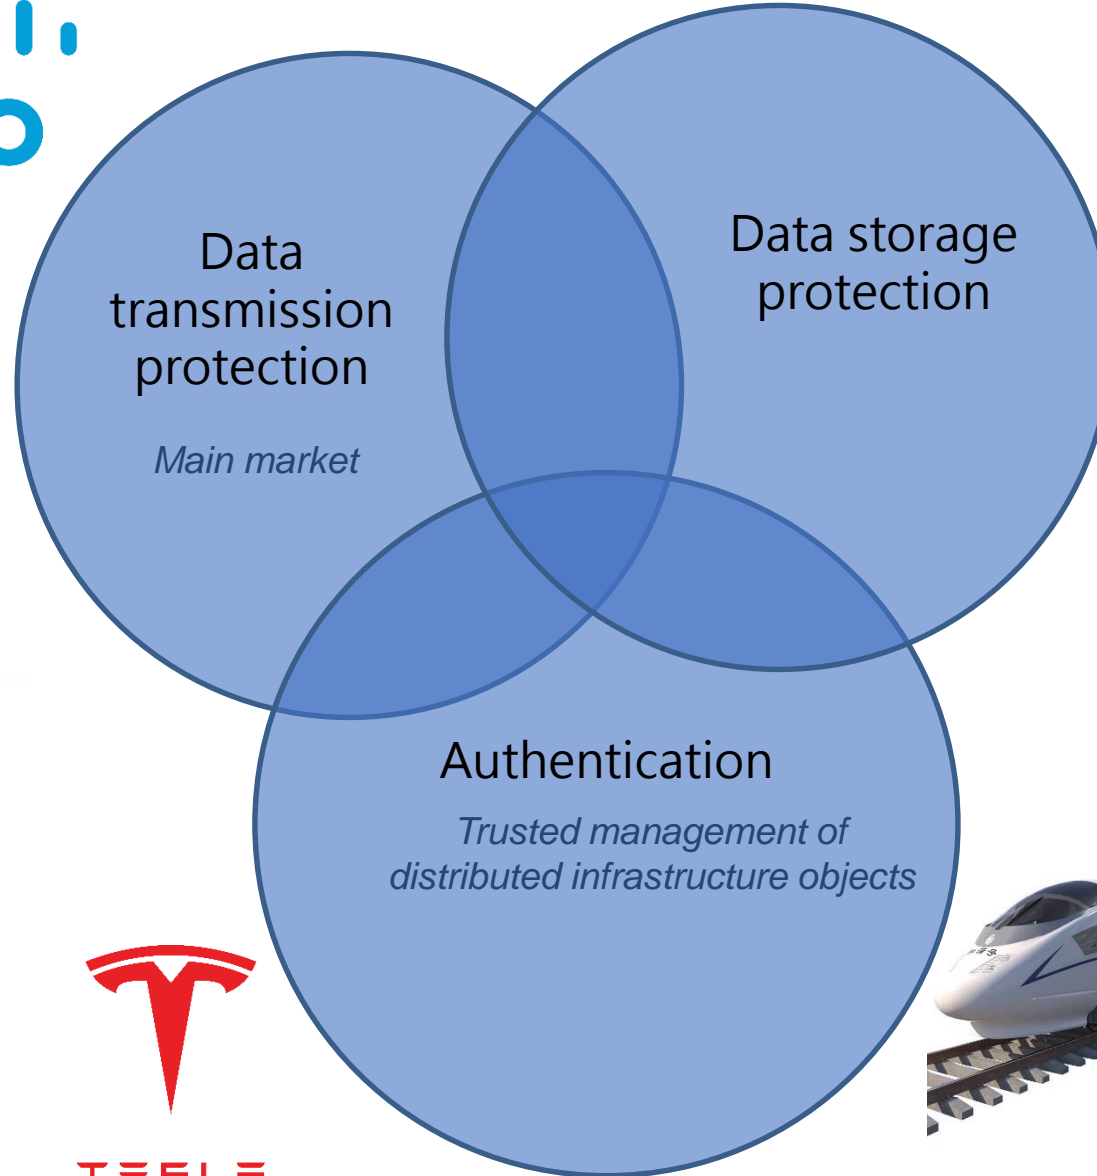 Data
transmission
protection
Main market
Data storage
protection
Authentication
Trusted management of
distributed infrastructure objects